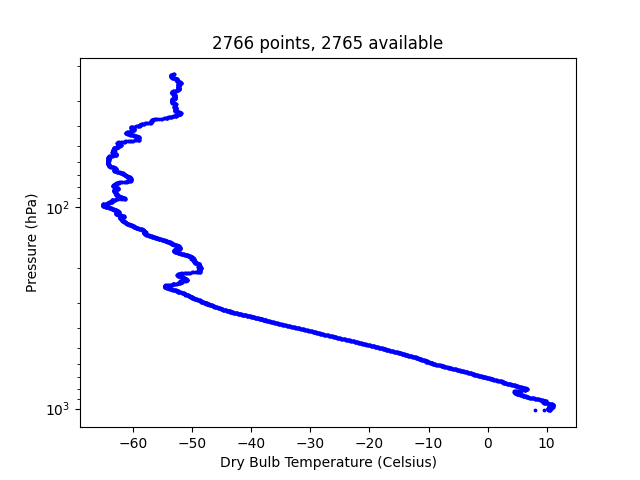 2766 points, 2765 available
Pressure (hPa)
10²
10³
−60 −50 −40 −30 −20 −10 0 10
Dry Bulb Temperature (Celsius)